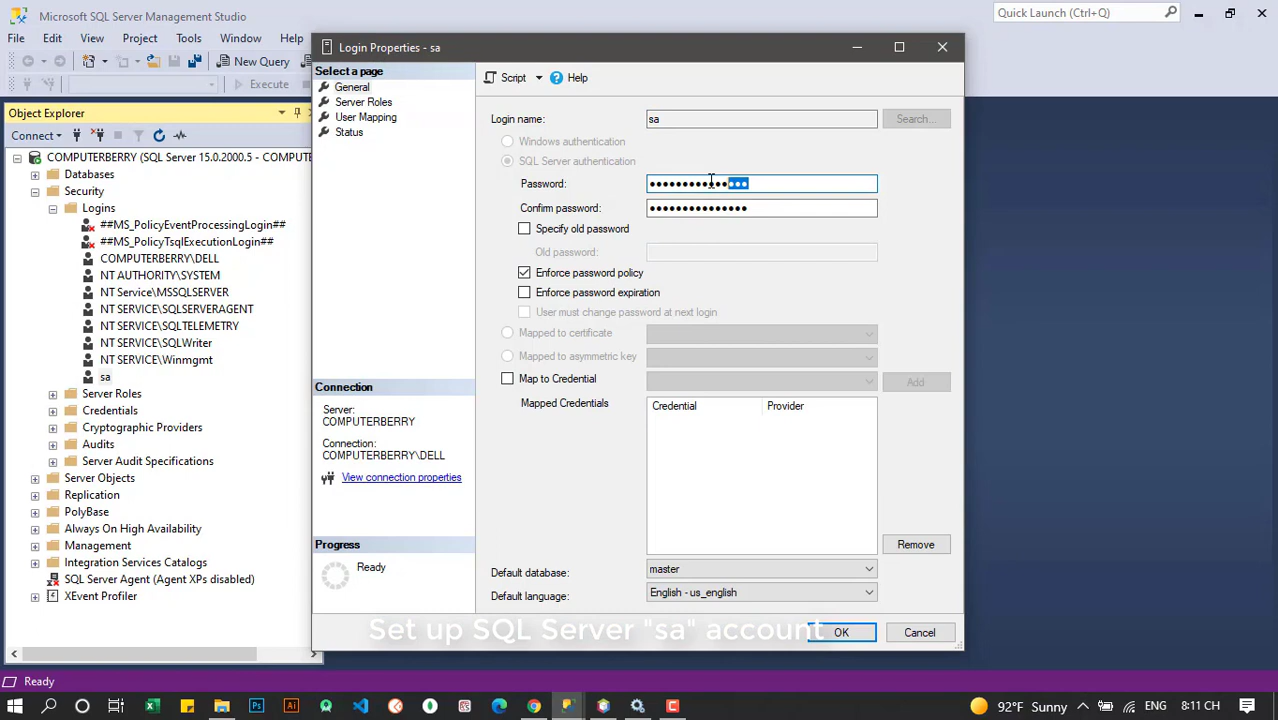 Microsoft SQL Server Management Studio
Quick Launch (Ctrl+Q)
File Edit View Project Tools Window Help
New Query
Execute
Object Explorer
Connect
COMPUTERBERRY (SQL Server 15.0.2000.5 - COMPUTE
Databases
Security
Logins
##MS_PolicyEventProcessingLogin##
##MS_PolicyTsqlExecutionLogin##
COMPUTERBERRY\DELL
NT AUTHORITY\SYSTEM
NT Service\MSSQLSERVER
NT SERVICE\SQLSERVERAGENT
NT SERVICE\SQLTELEMETRY
NT SERVICE\SQLWriter
NT SERVICE\Winmgmt
sa
Server Roles
Credentials
Cryptographic Providers
Audits
Server Audit Specifications
Server Objects
Replication
PolyBase
Always On High Availability
Management
Integration Services Catalogs
SQL Server Agent (Agent XPs disabled)
XEvent Profiler
Login Properties - sa
Select a page
General
Server Roles
User Mapping
Status
Connection
Server:
COMPUTERBERRY
Connection:
COMPUTERBERRY\DELL
View connection properties
Progress
Ready
Script Help
Login name: sa Search...
Windows authentication
SQL Server authentication
Password: ●●●●●●●●●●●●●●●
Confirm password: ●●●●●●●●●●●●●●●
Specify old password
Old password:
Enforce password policy
Enforce password expiration
User must change password at next login
Mapped to certificate
Mapped to asymmetric key
Map to Credential Add
Mapped Credentials Credential Provider
Remove
Default database: master
Default language: English - us_english
OK Cancel
Set up SQL Server "sa" account
Ready
92°F Sunny ENG 8:11 CH